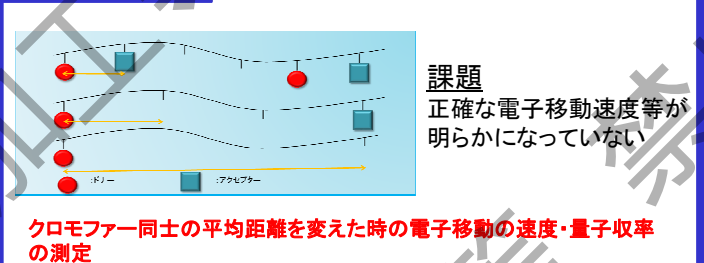 課題
正確な電子移動速度等が
明らかになっていない
:ドナー :アクセプター
クロモファー同士の平均距離を変えた時の電子移動の速度・量子収率
の測定